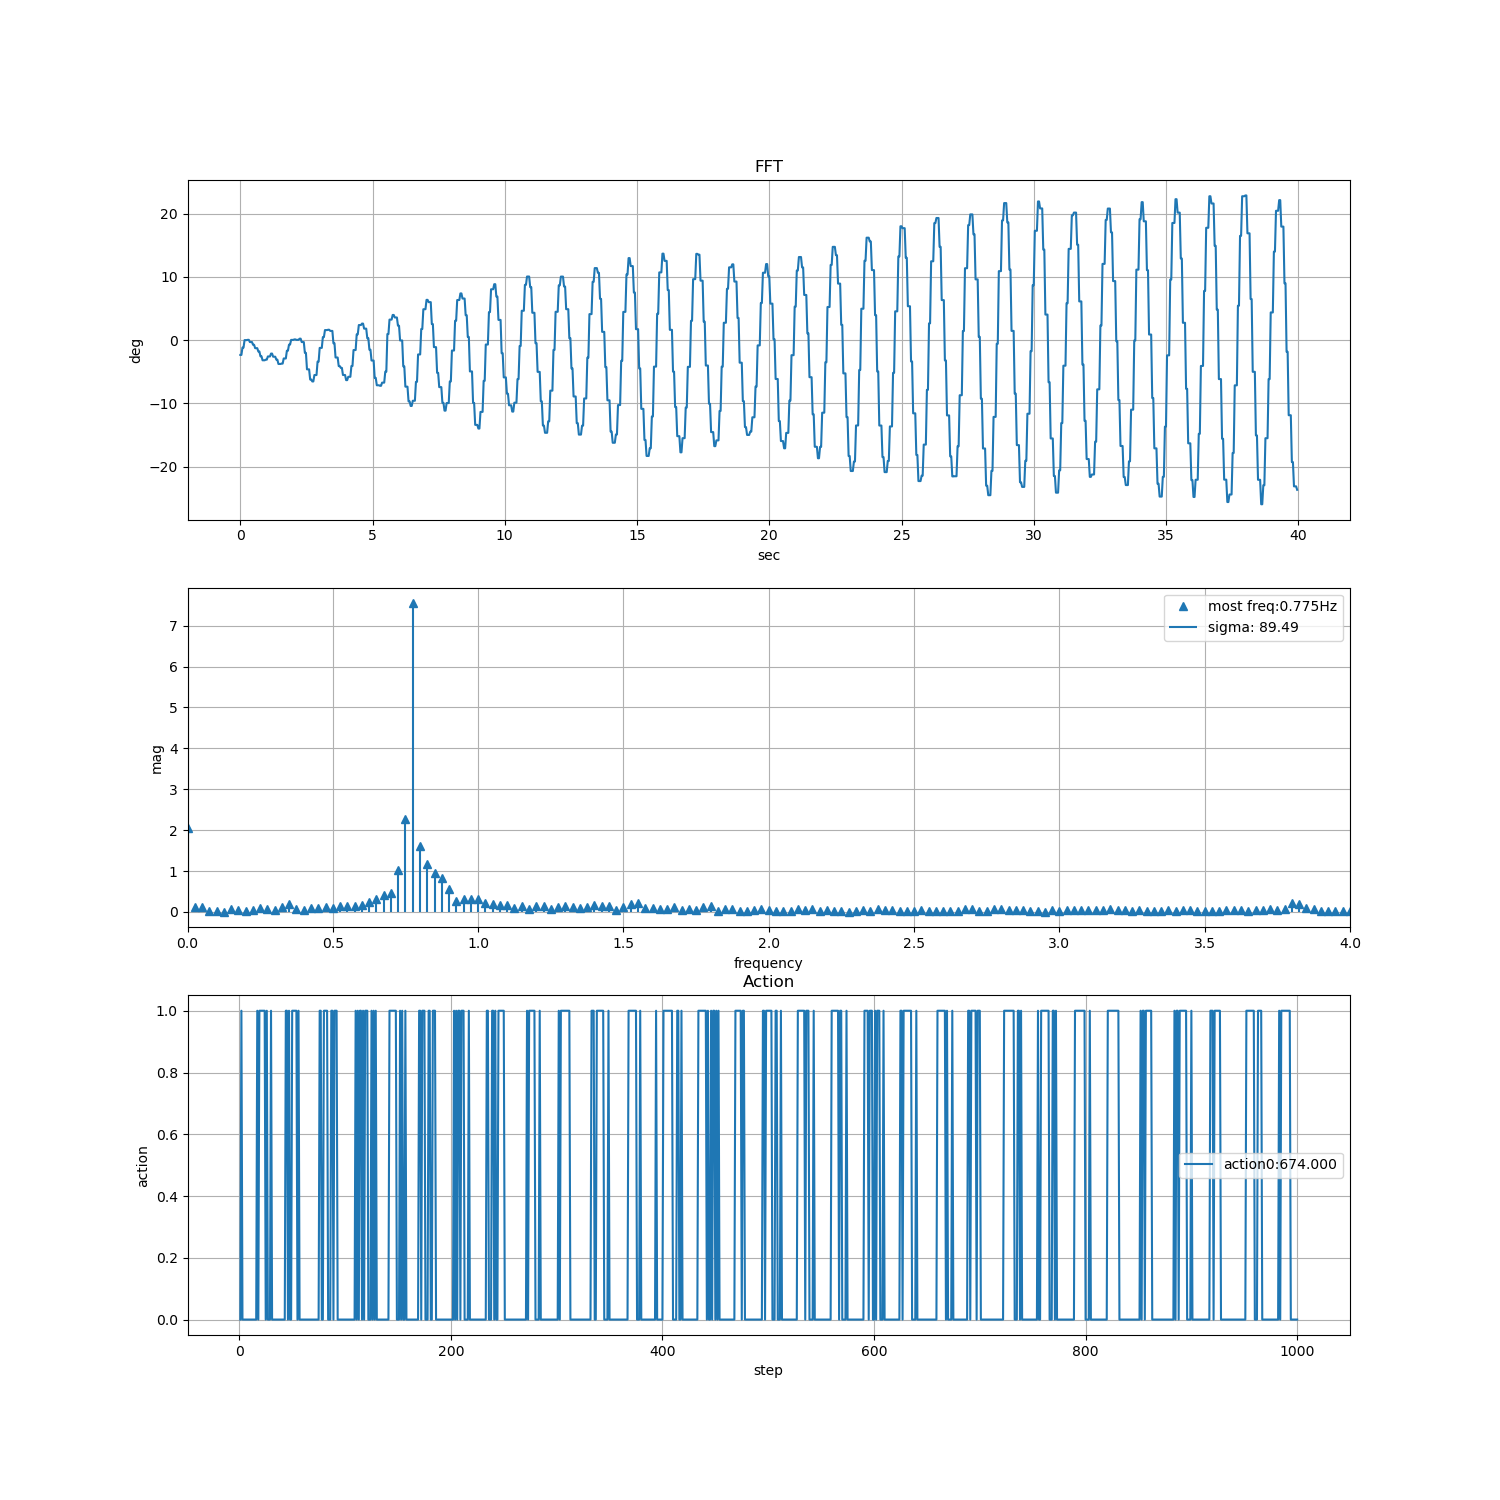 FFT
20
10
0
−10
−20
deg
0 5 10 15 20 25 30 35 40
sec
most freq:0.775Hz
sigma: 89.49
7
6
5
4
3
2
1
0
mag
0.0 0.5 1.0 1.5 2.0 2.5 3.0 3.5 4.0
frequency
Action
1.0
0.8
0.6
0.4
0.2
0.0
action
action0:674.000
0 200 400 600 800 1000
step